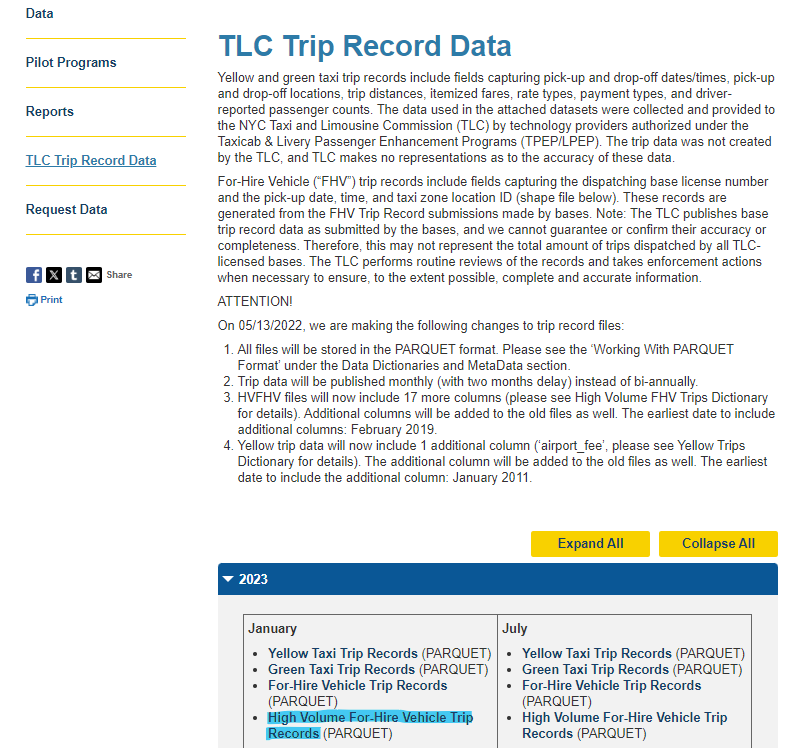 Data
Pilot Programs
Reports
TLC Trip Record Data
Request Data
Share
Print
TLC Trip Record Data
Yellow and green taxi trip records include fields capturing pick-up and drop-off dates/times, pick-up
and drop-off locations, trip distances, itemized fares, rate types, payment types, and driver-
reported passenger counts. The data used in the attached datasets were collected and provided to
the NYC Taxi and Limousine Commission (TLC) by technology providers authorized under the
Taxicab & Livery Passenger Enhancement Programs (TPEP/LPEP). The trip data was not created
by the TLC, and TLC makes no representations as to the accuracy of these data.
For-Hire Vehicle (“FHV”) trip records include fields capturing the dispatching base license number
and the pick-up date, time, and taxi zone location ID (shape file below). These records are
generated from the FHV Trip Record submissions made by bases. Note: The TLC publishes base
trip record data as submitted by the bases, and we cannot guarantee or confirm their accuracy or
completeness. Therefore, this may not represent the total amount of trips dispatched by all TLC-
licensed bases. The TLC performs routine reviews of the records and takes enforcement actions
when necessary to ensure, to the extent possible, complete and accurate information.
ATTENTION!
On 05/13/2022, we are making the following changes to trip record files:
1. All files will be stored in the PARQUET format. Please see the ‘Working With PARQUET
Format’ under the Data Dictionaries and MetaData section.
2. Trip data will be published monthly (with two months delay) instead of bi-annually.
3. HVFHV files will now include 17 more columns (please see High Volume FHV Trips Dictionary
for details). Additional columns will be added to the old files as well. The earliest date to include
additional columns: February 2019.
4. Yellow trip data will now include 1 additional column (‘airport_fee’, please see Yellow Trips
Dictionary for details). The additional column will be added to the old files as well. The earliest
date to include the additional column: January 2011.
Expand All
Collapse All
2023
January
Yellow Taxi Trip Records (PARQUET)
Green Taxi Trip Records (PARQUET)
For-Hire Vehicle Trip Records
(PARQUET)
High Volume For-Hire Vehicle Trip
Records (PARQUET)
July
Yellow Taxi Trip Records (PARQUET)
Green Taxi Trip Records (PARQUET)
For-Hire Vehicle Trip Records
(PARQUET)
High Volume For-Hire Vehicle Trip
Records (PARQUET)